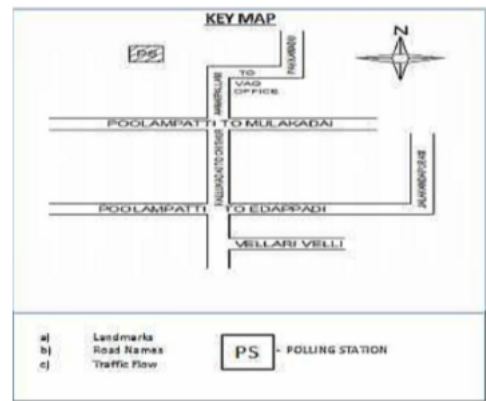 KEY MAP
N
PS
TO
VAO
OFFICE
POOLAMPATTI TO MULAKADAI
POOLAMPATTI TO EDAPPADI
VELLARI VELLI
a) Landmarks
b) Road Names
c) Traffic Flow
PS - POLLING STATION